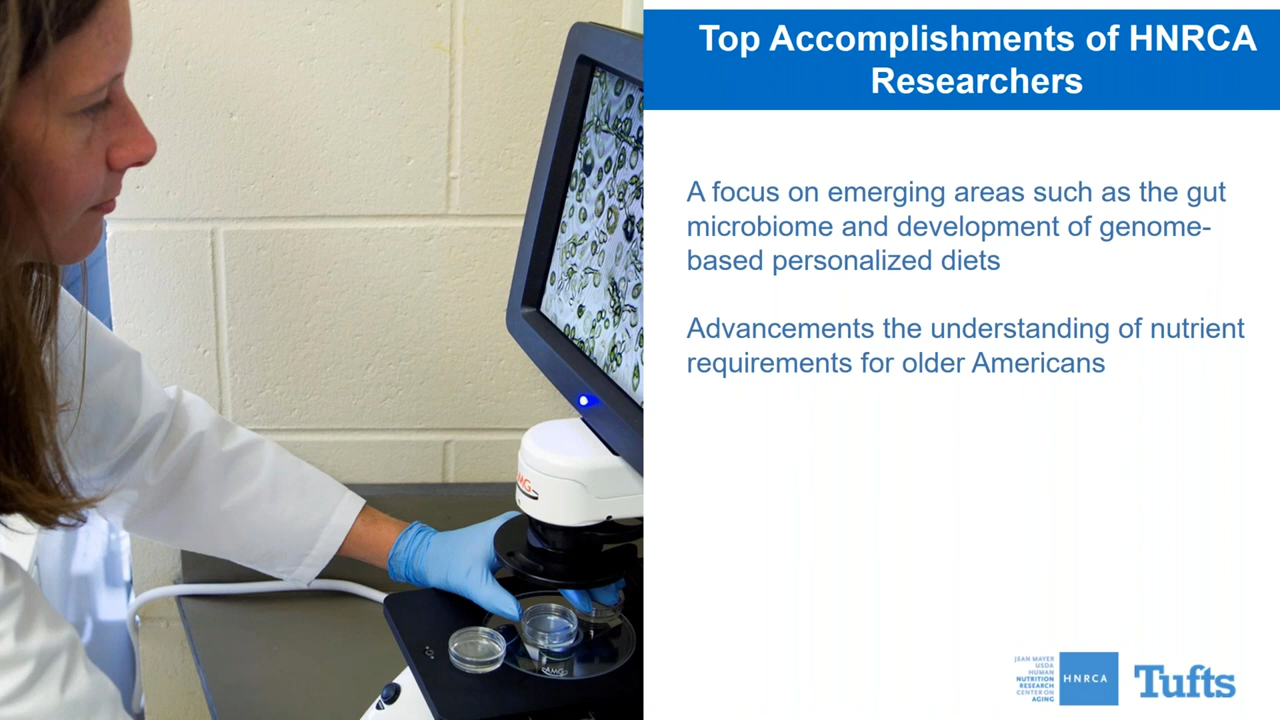 Top Accomplishments of HNRCA
Researchers
A focus on emerging areas such as the gut
microbiome and development of genome-
based personalized diets
Advancements the understanding of nutrient
requirements for older Americans
AMG
AMG
JEAN MAYER
USDA
HUMAN
NUTRITION
RESEARCH
CENTER ON
AGING
HNRCA
Tufts